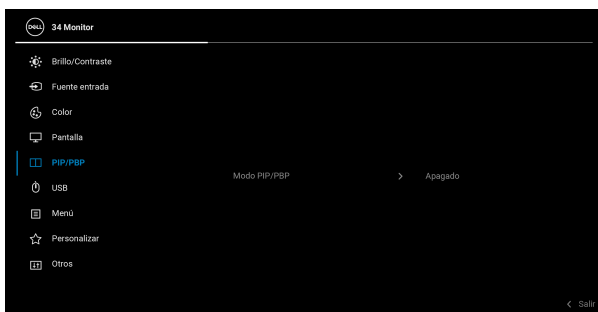 DELL
34 Monitor
Brillo/Contraste
Fuente entrada
Color
Pantalla
PIP/PBP
Modo PIP/PBP
Apagado
USB
Menú
Personalizar
Otros
Salir